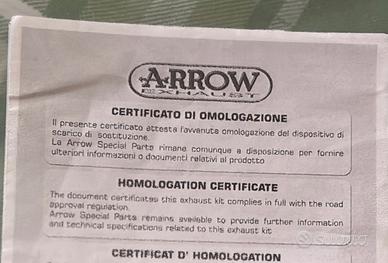 ARROW
EXHAUST
CERTIFICATO DI OMOLOGAZIONE
Il presente certificato attesta l'avvenuta omologazione del dispositivo di
scarico di sostituzione.
La Arrow Special Parts rimane comunque a disposizione per fornire
ulteriori informazioni o documenti relativi al prodotto
HOMOLOGATION CERTIFICATE
The document certificates this exhaust kit complies in full with the road
approval regulation.
Arrow Special Parts remains available to provide further information
and technical specifications related to this exhaust kit
CERTIFICAT D' HOMOLOGATION